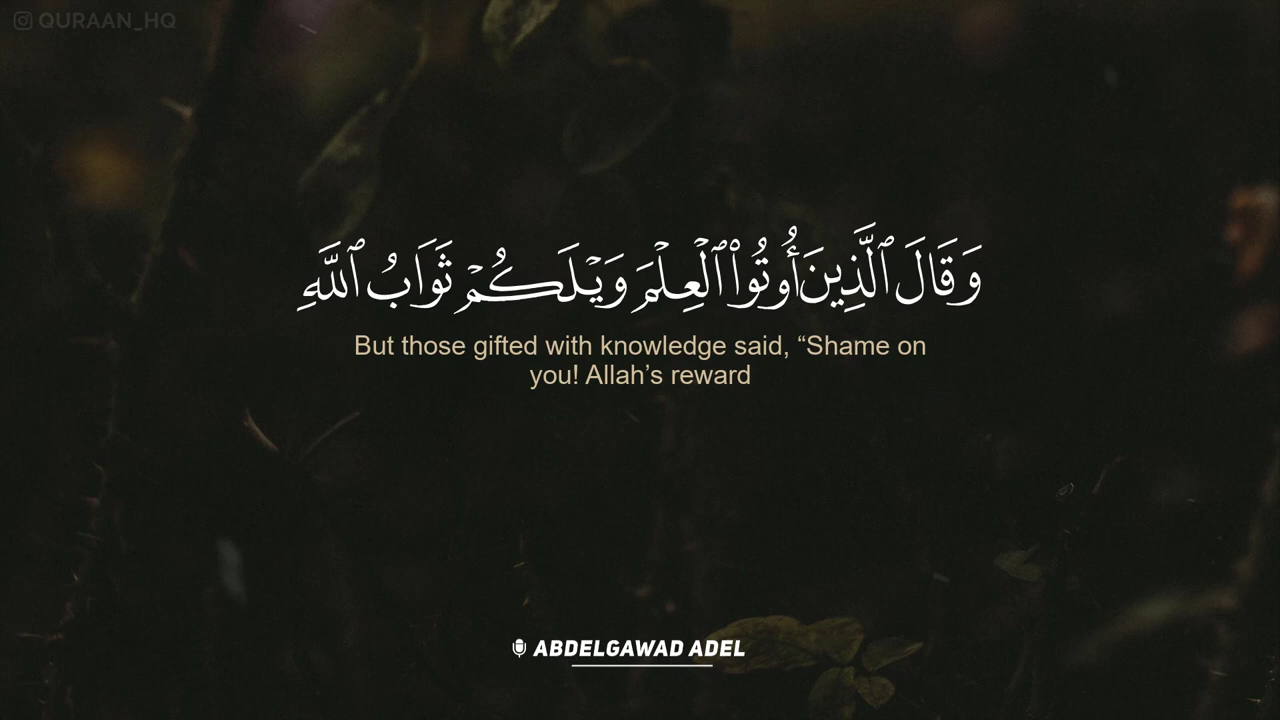 QURAAN_HQ
وَقَالَ ٱلَّذِينَ أُوتُوا۟ ٱلْعِلْمَ وَيْلَكُمْ ثَوَابُ ٱللَّهِ
But those gifted with knowledge said, “Shame on
you! Allah’s reward
ABDELGAWAD ADEL